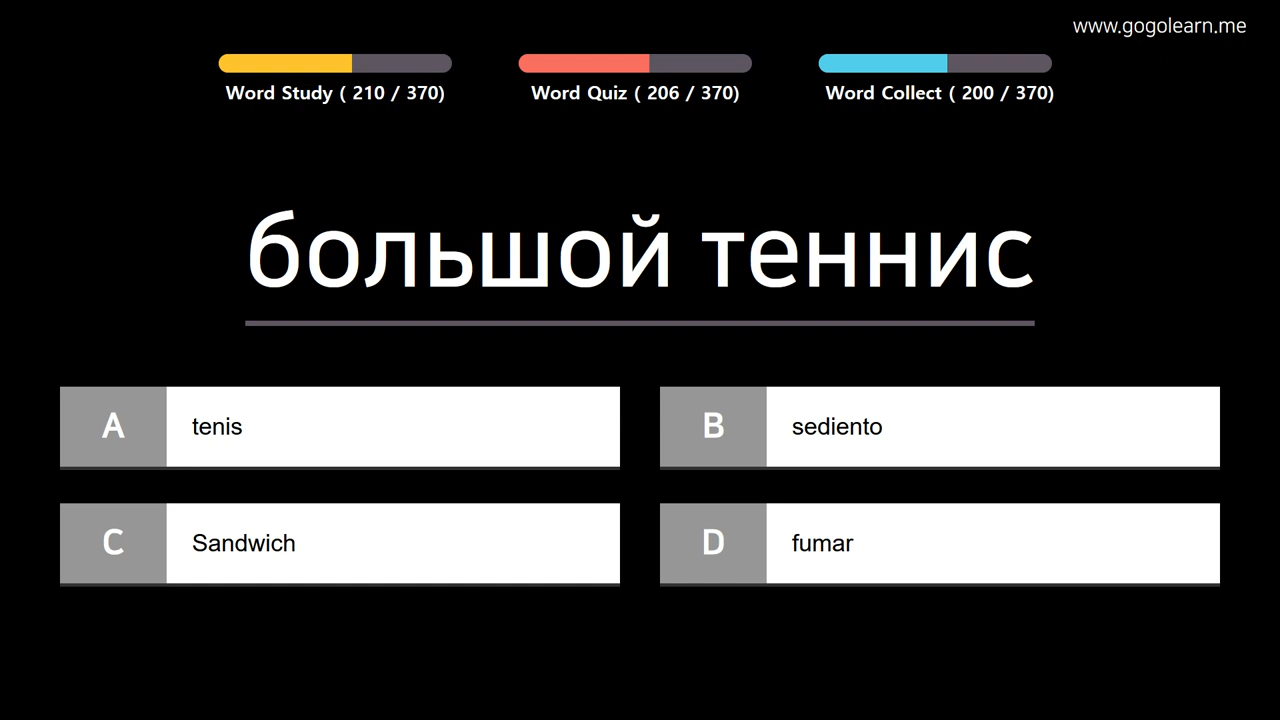 www.gogolearn.me
Word Study ( 210 / 370)
Word Quiz ( 206 / 370)
Word Collect ( 200 / 370)
большой теннис
A tenis
B sediento
C Sandwich
D fumar